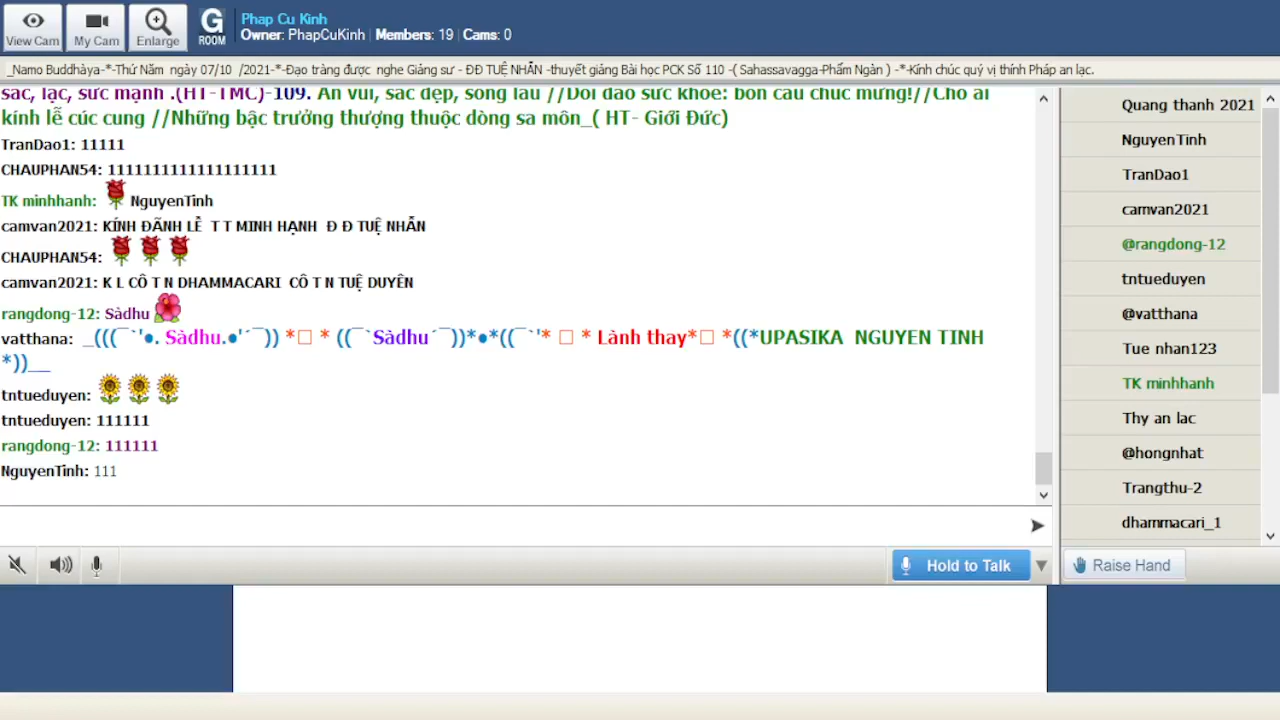 Phap Cu Kinh
Owner: PhapCuKinh | Members: 19 | Cams: 0
View Cam
My Cam
Enlarge
G ROOM
_Namo Buddhàya-*-Thứ Năm ngày 07/10 /2021-*-Đạo tràng được nghe Giảng sư - ĐĐ TUỆ NHẪN -thuyết giảng Bài học PCK Số 110 -( Sahassavagga-Phẩm Ngàn ) -*-Kính chúc quý vị thính Pháp an lạc.
sắc, lạc, sức mạnh .(HT-TMC)-109. An vui, sắc đẹp, sống lâu //Dồi dào sức khỏe: bốn câu chúc mừng!//Cho ai
kính lễ cúc cung //Những bậc trưởng thượng thuộc dòng sa môn_( HT- Giới Đức)
TranDao1: 11111
CHAUPHAN54: 1111111111111111111
TK minhhanh: NguyenTinh
camvan2021: KÍNH ĐÃNH LỄ T T MINH HẠNH Đ Đ TUỆ NHẪN
CHAUPHAN54:
camvan2021: K L CÔ T N DHAMMACARI CÔ T N TUỆ DUYÊN
rangdong-12: Sàdhu
vatthana: _(((¯`'●. Sàdhu.●'´¯)) *□ * ((¯`Sàdhu´¯))*●*((¯`'* □ * Lành thay*□ *((*UPASIKA NGUYEN TINH
*))__
tntueduyen:
tntueduyen: 111111
rangdong-12: 111111
NguyenTinh: 111
Hold to Talk
Quang thanh 2021
NguyenTinh
TranDao1
camvan2021
@rangdong-12
tntueduyen
@vatthana
Tue nhan123
TK minhhanh
Thy an lac
@hongnhat
Trangthu-2
dhammacari_1
Raise Hand